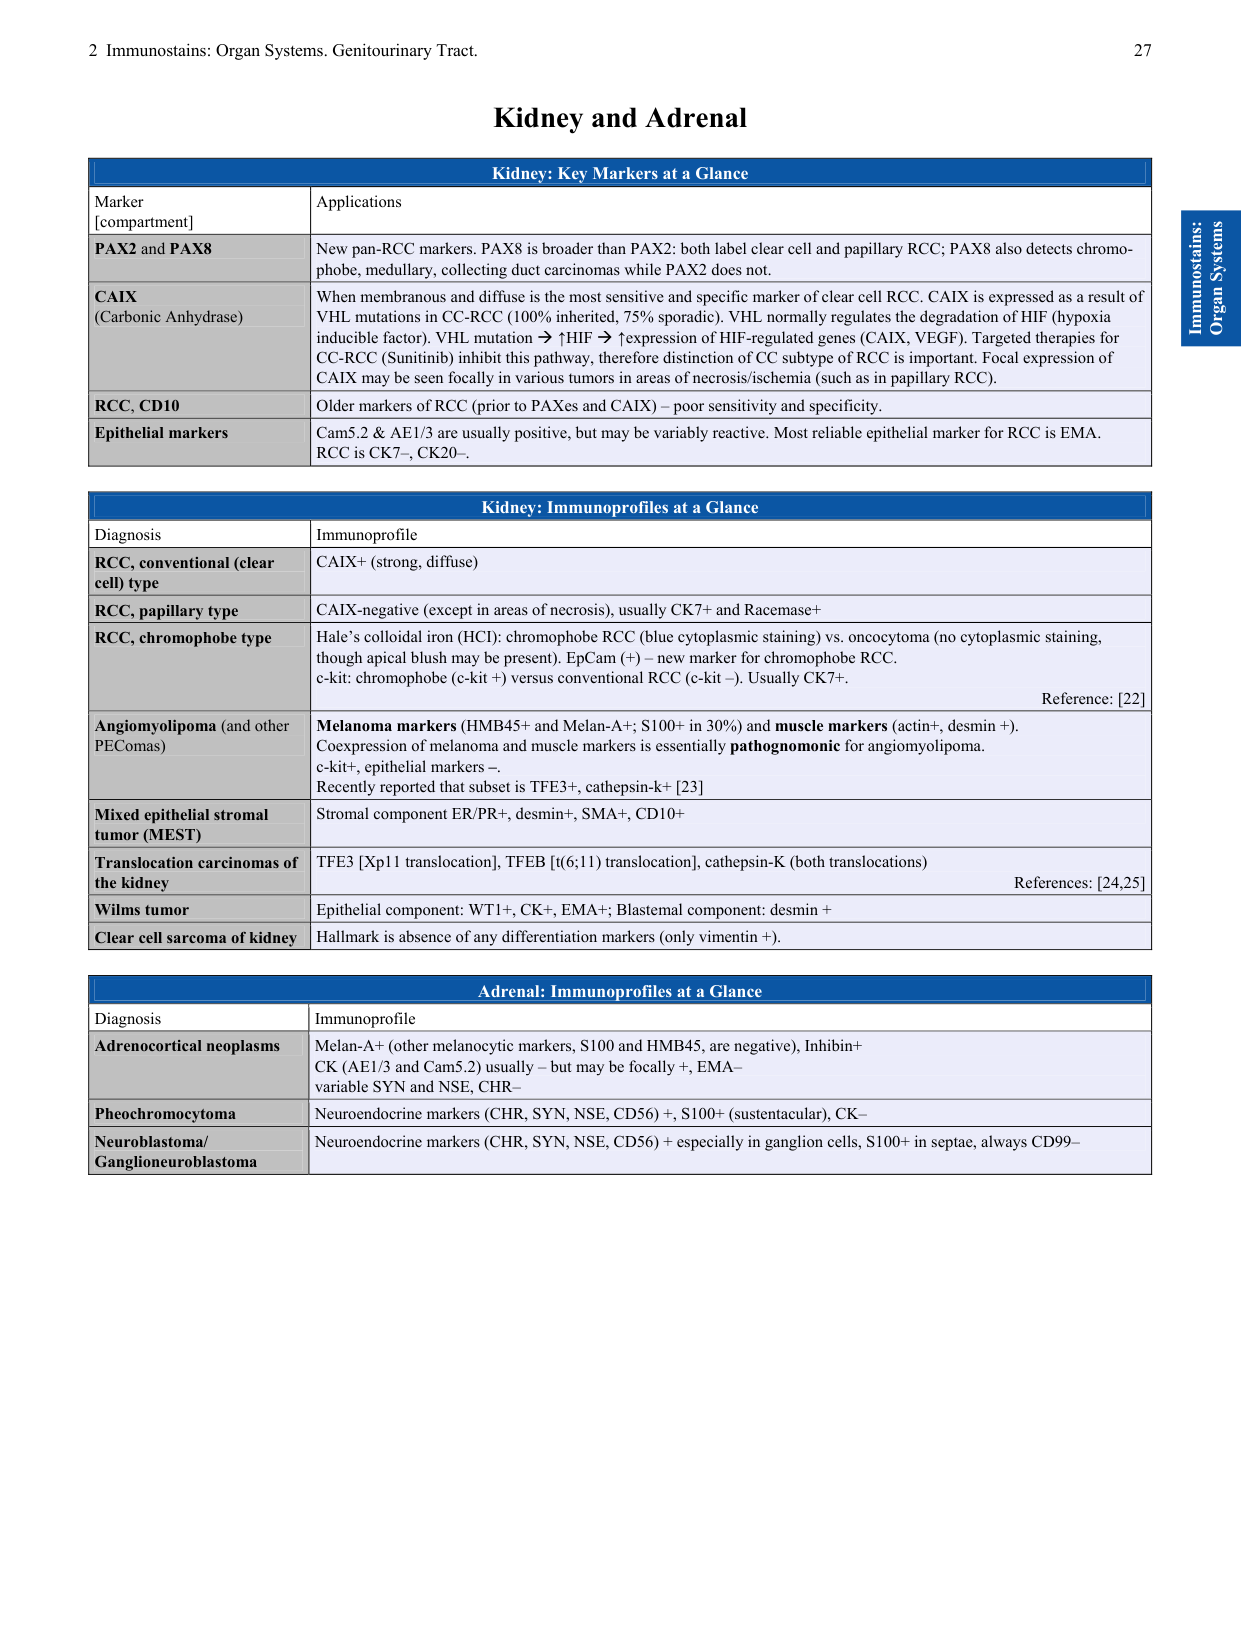 2 Immunostains: Organ Systems. Genitourinary Tract.
27
Kidney and Adrenal
Kidney: Key Markers at a Glance
Marker
[compartment]
Applications
PAX2 and PAX8
New pan-RCC markers. PAX8 is broader than PAX2: both label clear cell and papillary RCC; PAX8 also detects chromo-
phobe, medullary, collecting duct carcinomas while PAX2 does not.
CAIX
(Carbonic Anhydrase)
When membranous and diffuse is the most sensitive and specific marker of clear cell RCC. CAIX is expressed as a result of
VHL mutations in CC-RCC (100% inherited, 75% sporadic). VHL normally regulates the degradation of HIF (hypoxia
inducible factor). VHL mutation → ↑HIF → ↑expression of HIF-regulated genes (CAIX, VEGF). Targeted therapies for
CC-RCC (Sunitinib) inhibit this pathway, therefore distinction of CC subtype of RCC is important. Focal expression of
CAIX may be seen focally in various tumors in areas of necrosis/ischemia (such as in papillary RCC).
RCC, CD10
Older markers of RCC (prior to PAXes and CAIX) – poor sensitivity and specificity.
Epithelial markers
Cam5.2 & AE1/3 are usually positive, but may be variably reactive. Most reliable epithelial marker for RCC is EMA.
RCC is CK7–, CK20–.
Kidney: Immunoprofiles at a Glance
Diagnosis
Immunoprofile
RCC, conventional (clear
cell) type
CAIX+ (strong, diffuse)
RCC, papillary type
CAIX-negative (except in areas of necrosis), usually CK7+ and Racemase+
RCC, chromophobe type
Hale's colloidal iron (HCI): chromophobe RCC (blue cytoplasmic staining) vs. oncocytoma (no cytoplasmic staining,
though apical blush may be present). EpCam (+) – new marker for chromophobe RCC.
c-kit: chromophobe (c-kit +) versus conventional RCC (c-kit –). Usually CK7+.
Reference: [22]
Angiomyolipoma (and other
PEComas)
Melanoma markers (HMB45+ and Melan-A+; S100+ in 30%) and muscle markers (actin+, desmin +).
Coexpression of melanoma and muscle markers is essentially pathognomonic for angiomyolipoma.
c-kit+, epithelial markers –.
Recently reported that subset is TFE3+, cathepsin-k+ [23]
Mixed epithelial stromal
tumor (MEST)
Stromal component ER/PR+, desmin+, SMA+, CD10+
Translocation carcinomas of
the kidney
TFE3 [Xp11 translocation], TFEB [t(6;11) translocation], cathepsin-K (both translocations)
References: [24,25]
Wilms tumor
Epithelial component: WT1+, CK+, EMA+; Blastemal component: desmin +
Clear cell sarcoma of kidney
Hallmark is absence of any differentiation markers (only vimentin +).
Adrenal: Immunoprofiles at a Glance
Diagnosis
Immunoprofile
Adrenocortical neoplasms
Melan-A+ (other melanocytic markers, S100 and HMB45, are negative), Inhibin+
CK (AE1/3 and Cam5.2) usually – but may be focally +, EMA–
variable SYN and NSE, CHR–
Pheochromocytoma
Neuroendocrine markers (CHR, SYN, NSE, CD56) +, S100+ (sustentacular), CK–
Neuroblastoma/
Ganglioneuroblastoma
Neuroendocrine markers (CHR, SYN, NSE, CD56) + especially in ganglion cells, S100+ in septae, always CD99–
Immunostains:
Organ Systems